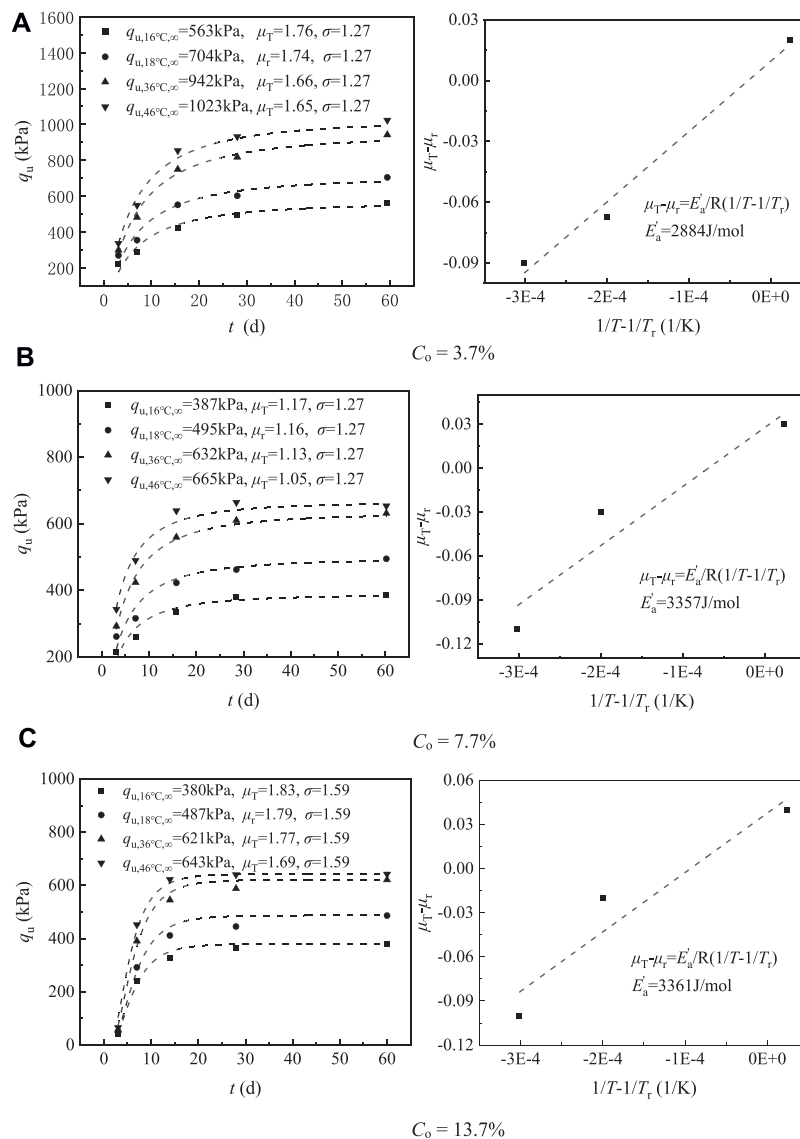 A
q_u,16℃,∞=563kPa, μ_T=1.76, σ=1.27
q_u,18℃,∞=704kPa, μ_r=1.74, σ=1.27
q_u,36℃,∞=942kPa, μ_T=1.66, σ=1.27
q_u,46℃,∞=1023kPa, μ_T=1.65, σ=1.27
1600
1400
1200
1000
800
600
400
200
q_u (kPa)
0 10 20 30 40 50 60
t (d)
0.03
0.00
-0.03
-0.06
-0.09
μ_T-μ_r
μ_T-μ_r=E'_a/R(1/T-1/T_r)
E'_a=2884J/mol
-3E-4 -2E-4 -1E-4 0E+0
1/T-1/T_r (1/K)
C_o = 3.7%
B
q_u,16℃,∞=387kPa, μ_T=1.17, σ=1.27
q_u,18℃,∞=495kPa, μ_r=1.16, σ=1.27
q_u,36℃,∞=632kPa, μ_T=1.13, σ=1.27
q_u,46℃,∞=665kPa, μ_T=1.05, σ=1.27
1000
800
600
400
200
q_u (kPa)
0 10 20 30 40 50 60
t (d)
0.03
0.00
-0.03
-0.06
-0.09
-0.12
μ_T-μ_r
μ_T-μ_r=E'_a/R(1/T-1/T_r)
E'_a=3357J/mol
-3E-4 -2E-4 -1E-4 0E+0
1/T-1/T_r (1/K)
C_o = 7.7%
C
q_u,16℃,∞=380kPa, μ_T=1.83, σ=1.59
q_u,18℃,∞=487kPa, μ_r=1.79, σ=1.59
q_u,36℃,∞=621kPa, μ_T=1.77, σ=1.59
q_u,46℃,∞=643kPa, μ_T=1.69, σ=1.59
1000
800
600
400
200
0
q_u (kPa)
0 10 20 30 40 50 60
t (d)
0.06
0.03
0.00
-0.03
-0.06
-0.09
-0.12
μ_T-μ_r
μ_T-μ_r=E'_a/R(1/T-1/T_r)
E'_a=3361J/mol
-3E-4 -2E-4 -1E-4 0E+0
1/T-1/T_r (1/K)
C_o = 13.7%